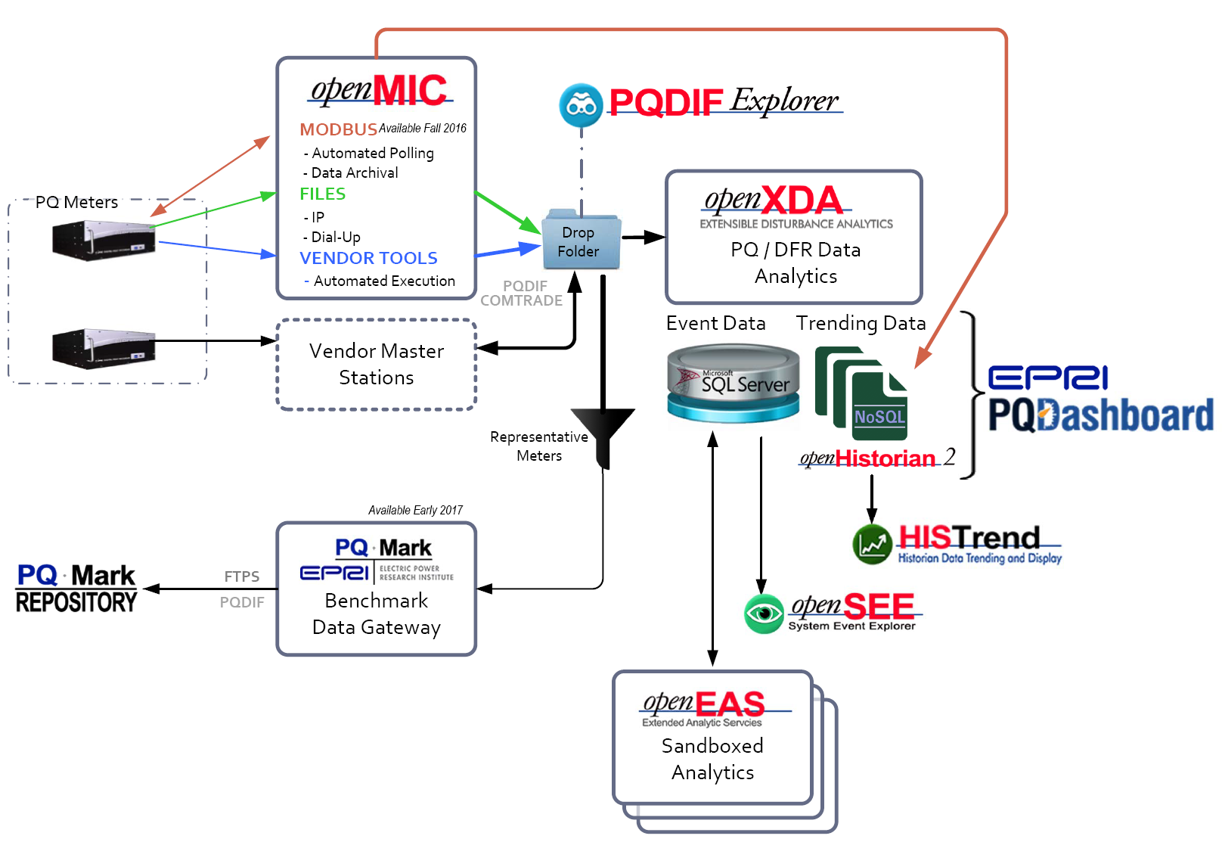 openMIC
MODBUS Available Fall 2016
- Automated Polling
- Data Archival
FILES
- IP
- Dial-Up
VENDOR TOOLS
- Automated Execution
PQ Meters
Vendor Master
Stations
PQDIF
COMTRADE
Drop
Folder
PQDIF Explorer
openXDA
EXTENSIBLE DISTURBANCE ANALYTICS
PQ / DFR Data
Analytics
Event Data
Trending Data
Microsoft
SQL Server
NoSQL
openHistorian 2
EPRI
PQDashboard
HISTrend
Historian Data Trending and Display
openSEE
System Event Explorer
Representative
Meters
Available Early 2017
PQ · Mark
EPRI
ELECTRIC POWER
RESEARCH INSTITUTE
Benchmark
Data Gateway
FTPS
PQDIF
PQ · Mark
REPOSITORY
openEAS
Extended Analytic Servcies
Sandboxed
Analytics